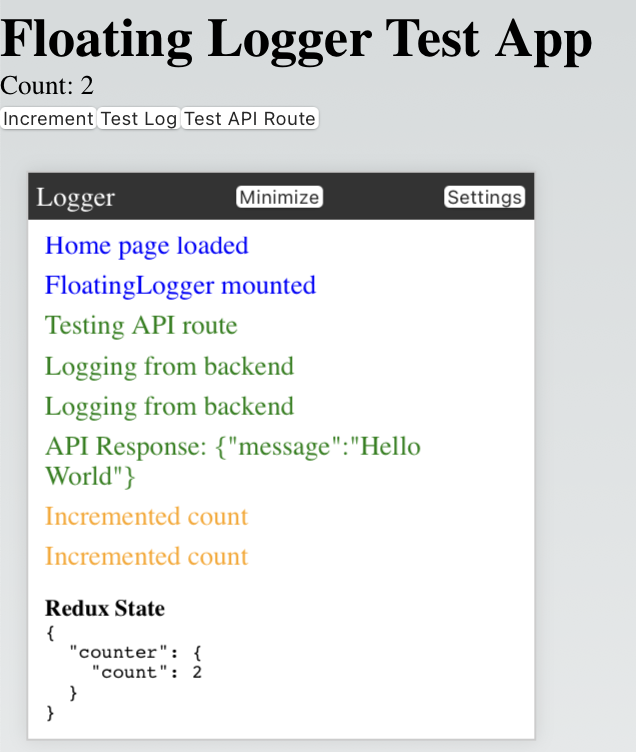 Floating Logger Test App
Count: 2
Increment Test Log Test API Route
Logger Minimize Settings
Home page loaded
FloatingLogger mounted
Testing API route
Logging from backend
Logging from backend
API Response: {"message":"Hello
World"}
Incremented count
Incremented count
Redux State
{
  "counter": {
    "count": 2
  }
}